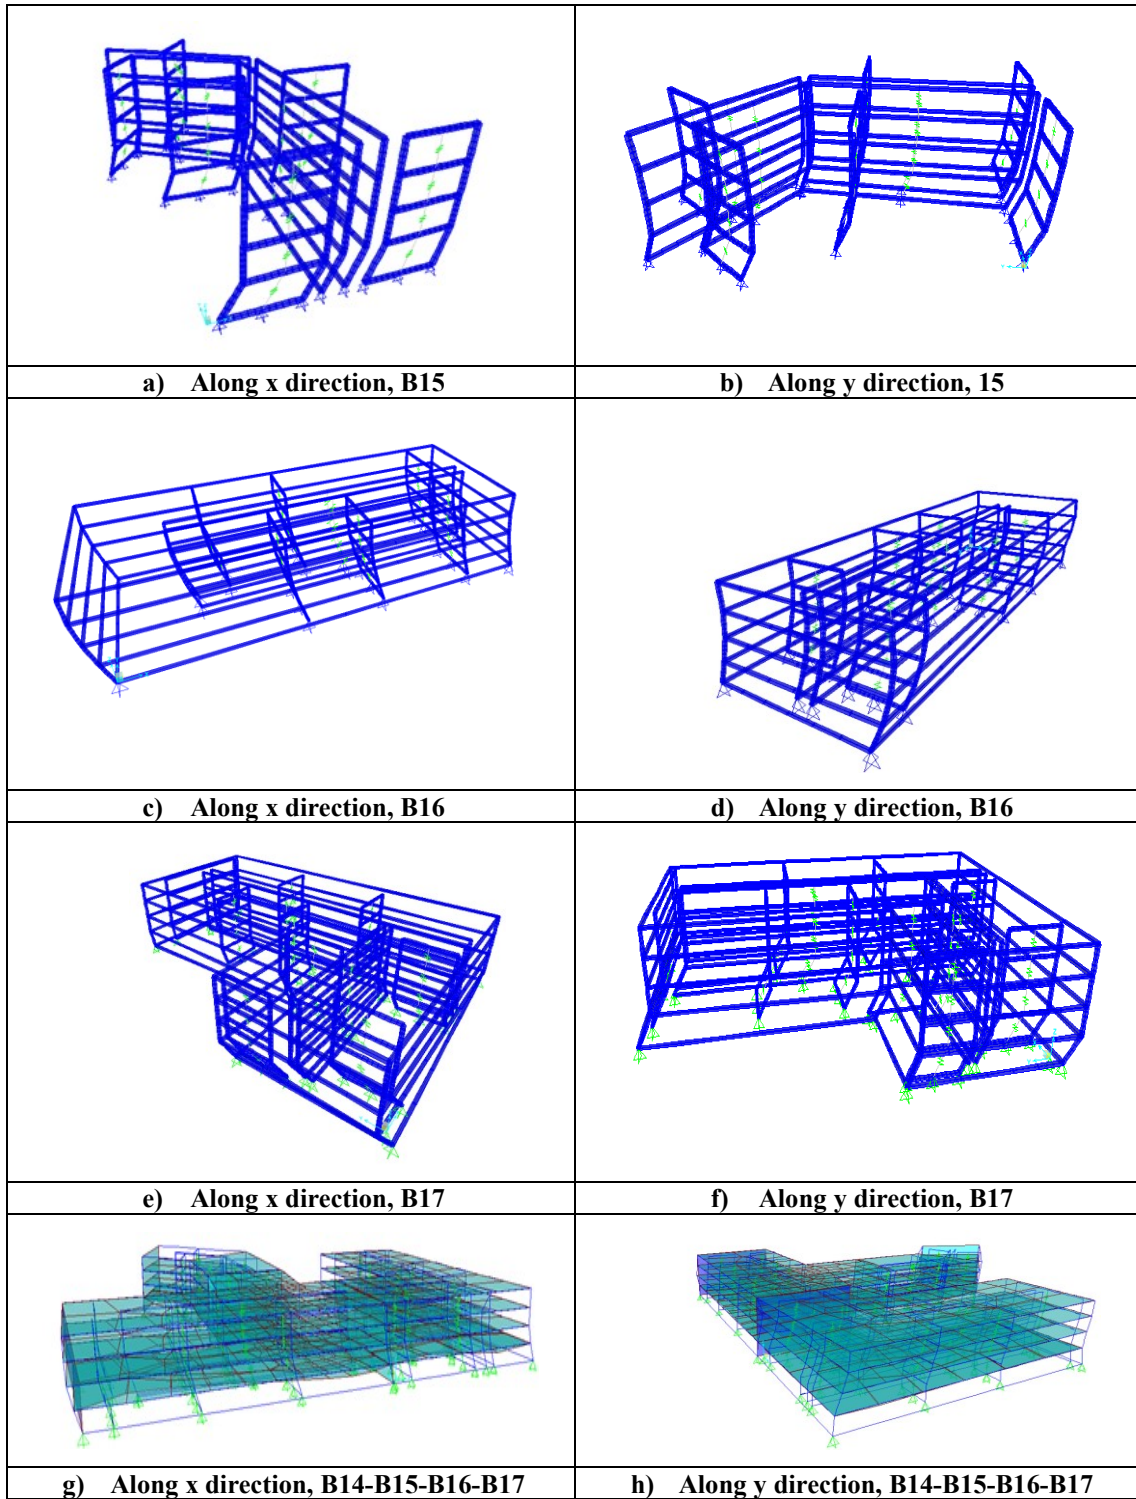 a) Along x direction, B15
b) Along y direction, 15
c) Along x direction, B16
d) Along y direction, B16
e) Along x direction, B17
f) Along y direction, B17
g) Along x direction, B14-B15-B16-B17
h) Along y direction, B14-B15-B16-B17